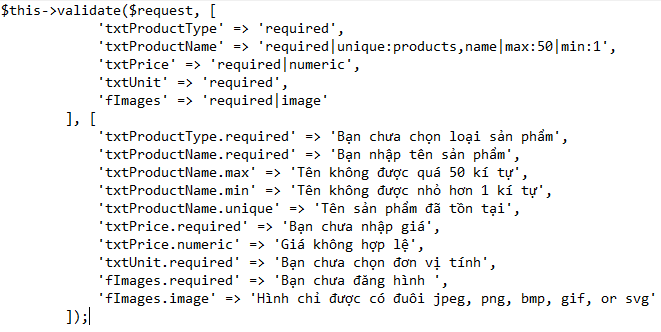 $this->validate($request, [
'txtProductType' => 'required',
'txtProductName' => 'required|unique:products,name|max:50|min:1',
'txtPrice' => 'required|numeric',
'txtUnit' => 'required',
'fImages' => 'required|image'
], [
'txtProductType.required' => 'Bạn chưa chọn loại sản phẩm',
'txtProductName.required' => 'Bạn nhập tên sản phẩm',
'txtProductName.max' => 'Tên không được quá 50 kí tự',
'txtProductName.min' => 'Tên không được nhỏ hơn 1 kí tự',
'txtProductName.unique' => 'Tên sản phẩm đã tồn tại',
'txtPrice.required' => 'Bạn chưa nhập giá',
'txtPrice.numeric' => 'Giá không hợp lệ',
'txtUnit.required' => 'Bạn chưa chọn đơn vị tính',
'fImages.required' => 'Bạn chưa đăng hình ',
'fImages.image' => 'Hình chỉ được có đuôi jpeg, png, bmp, gif, or svg'
]);